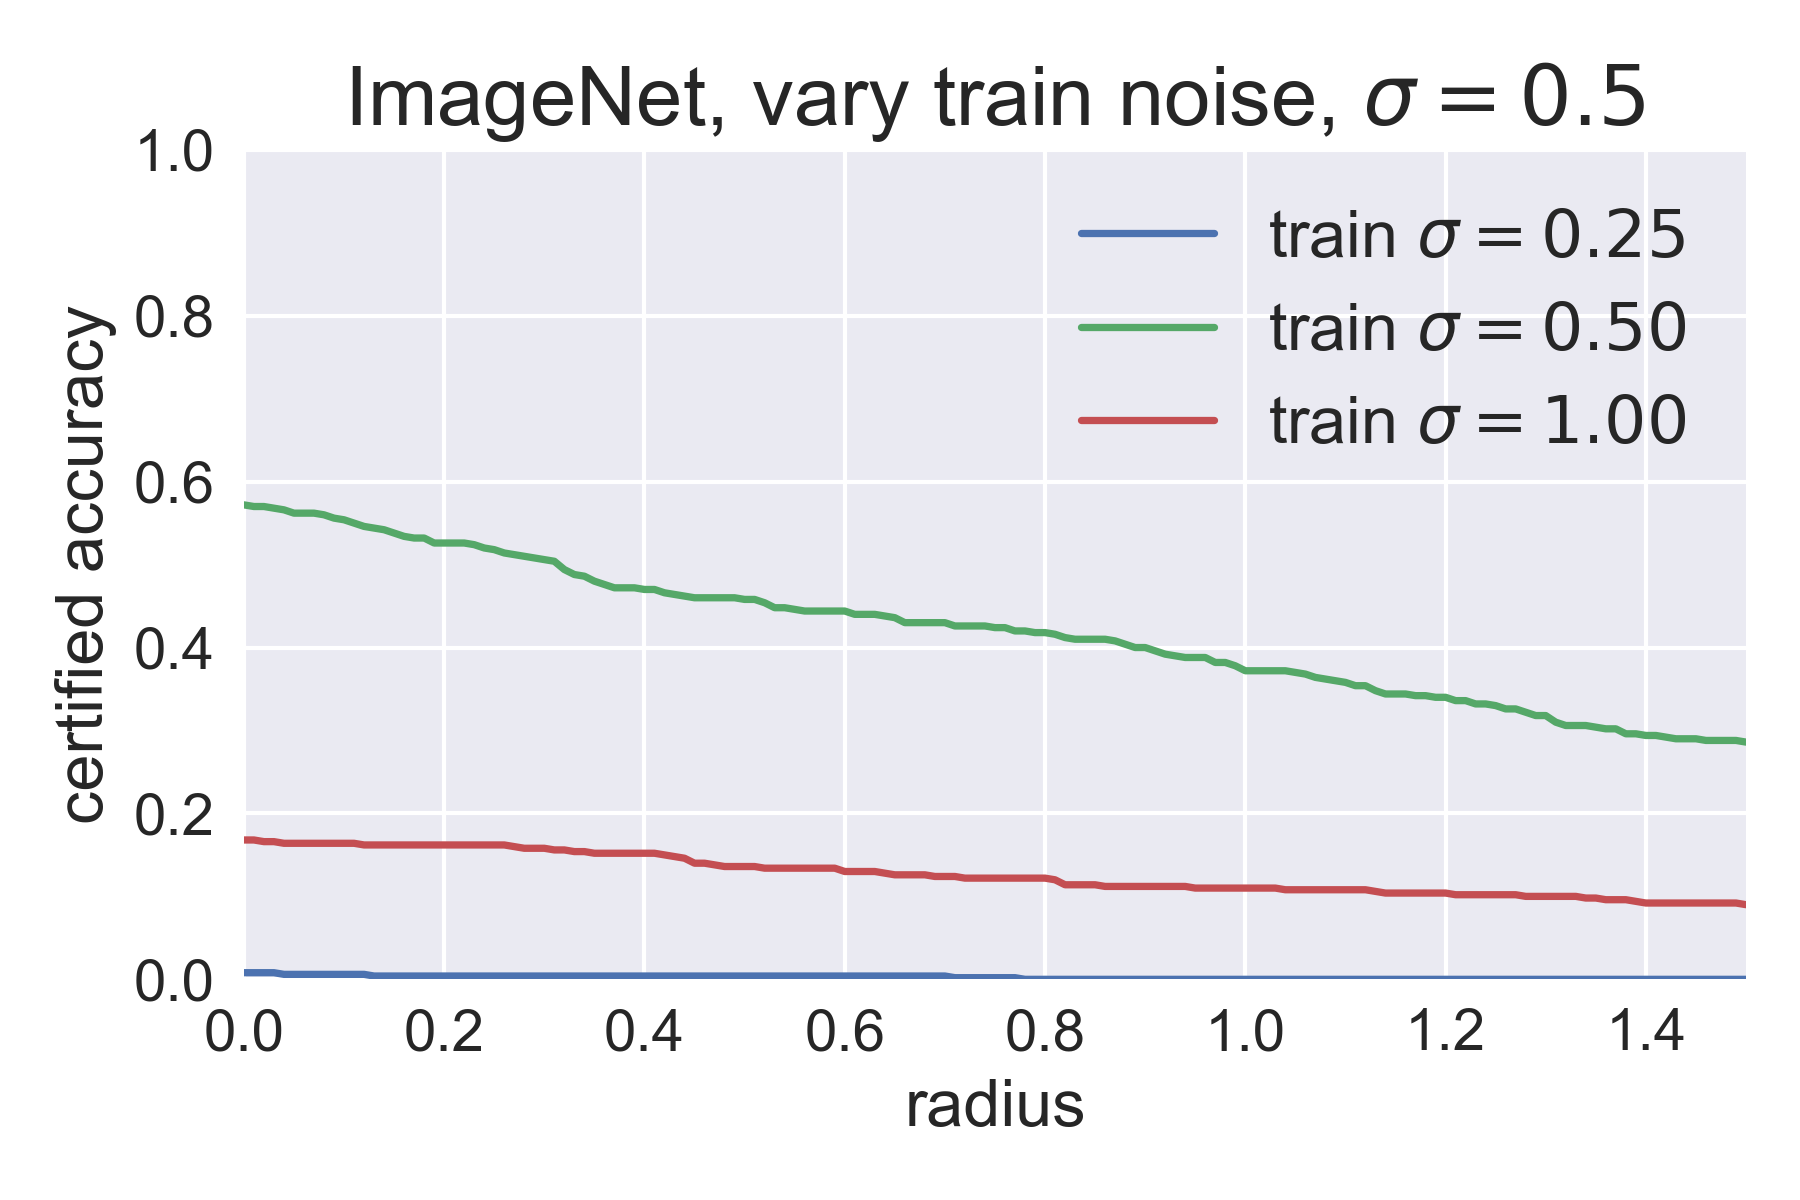 ImageNet, vary train noise, σ = 0.5
certified accuracy
1.0
0.8
0.6
0.4
0.2
0.0
train σ = 0.25
train σ = 0.50
train σ = 1.00
0.0 0.2 0.4 0.6 0.8 1.0 1.2 1.4
radius